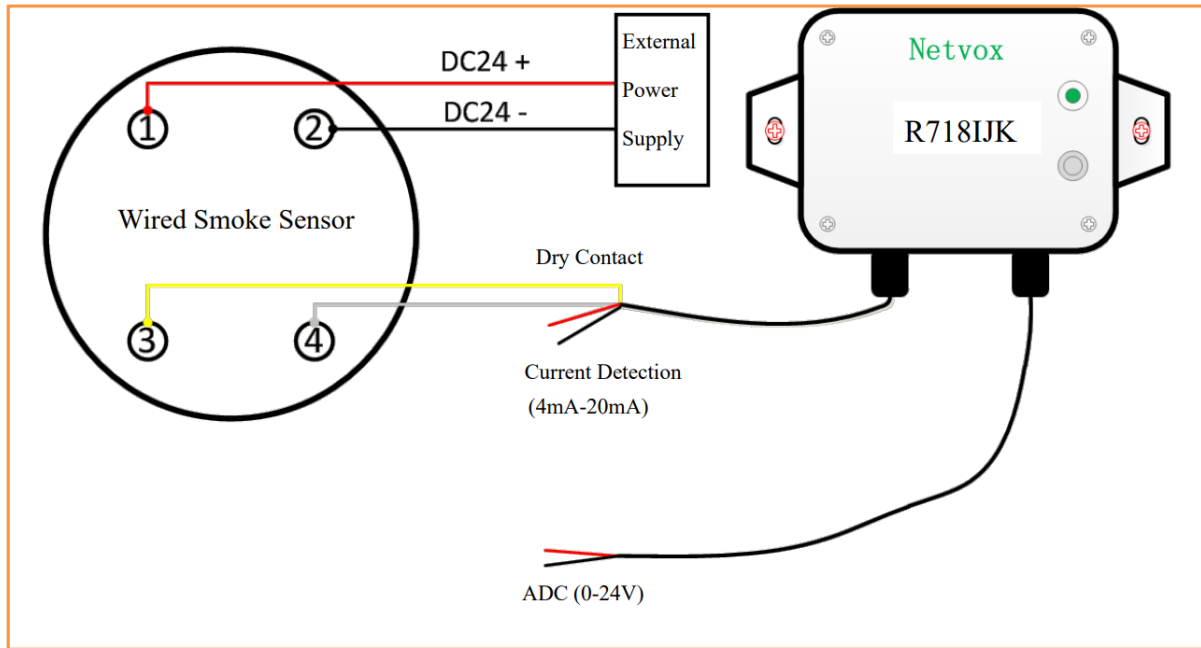 DC24 +
DC24 -
External
Power
Supply
Netvox
R718IJK
1
2
Wired Smoke Sensor
3
4
Dry Contact
Current Detection
(4mA-20mA)
ADC (0-24V)